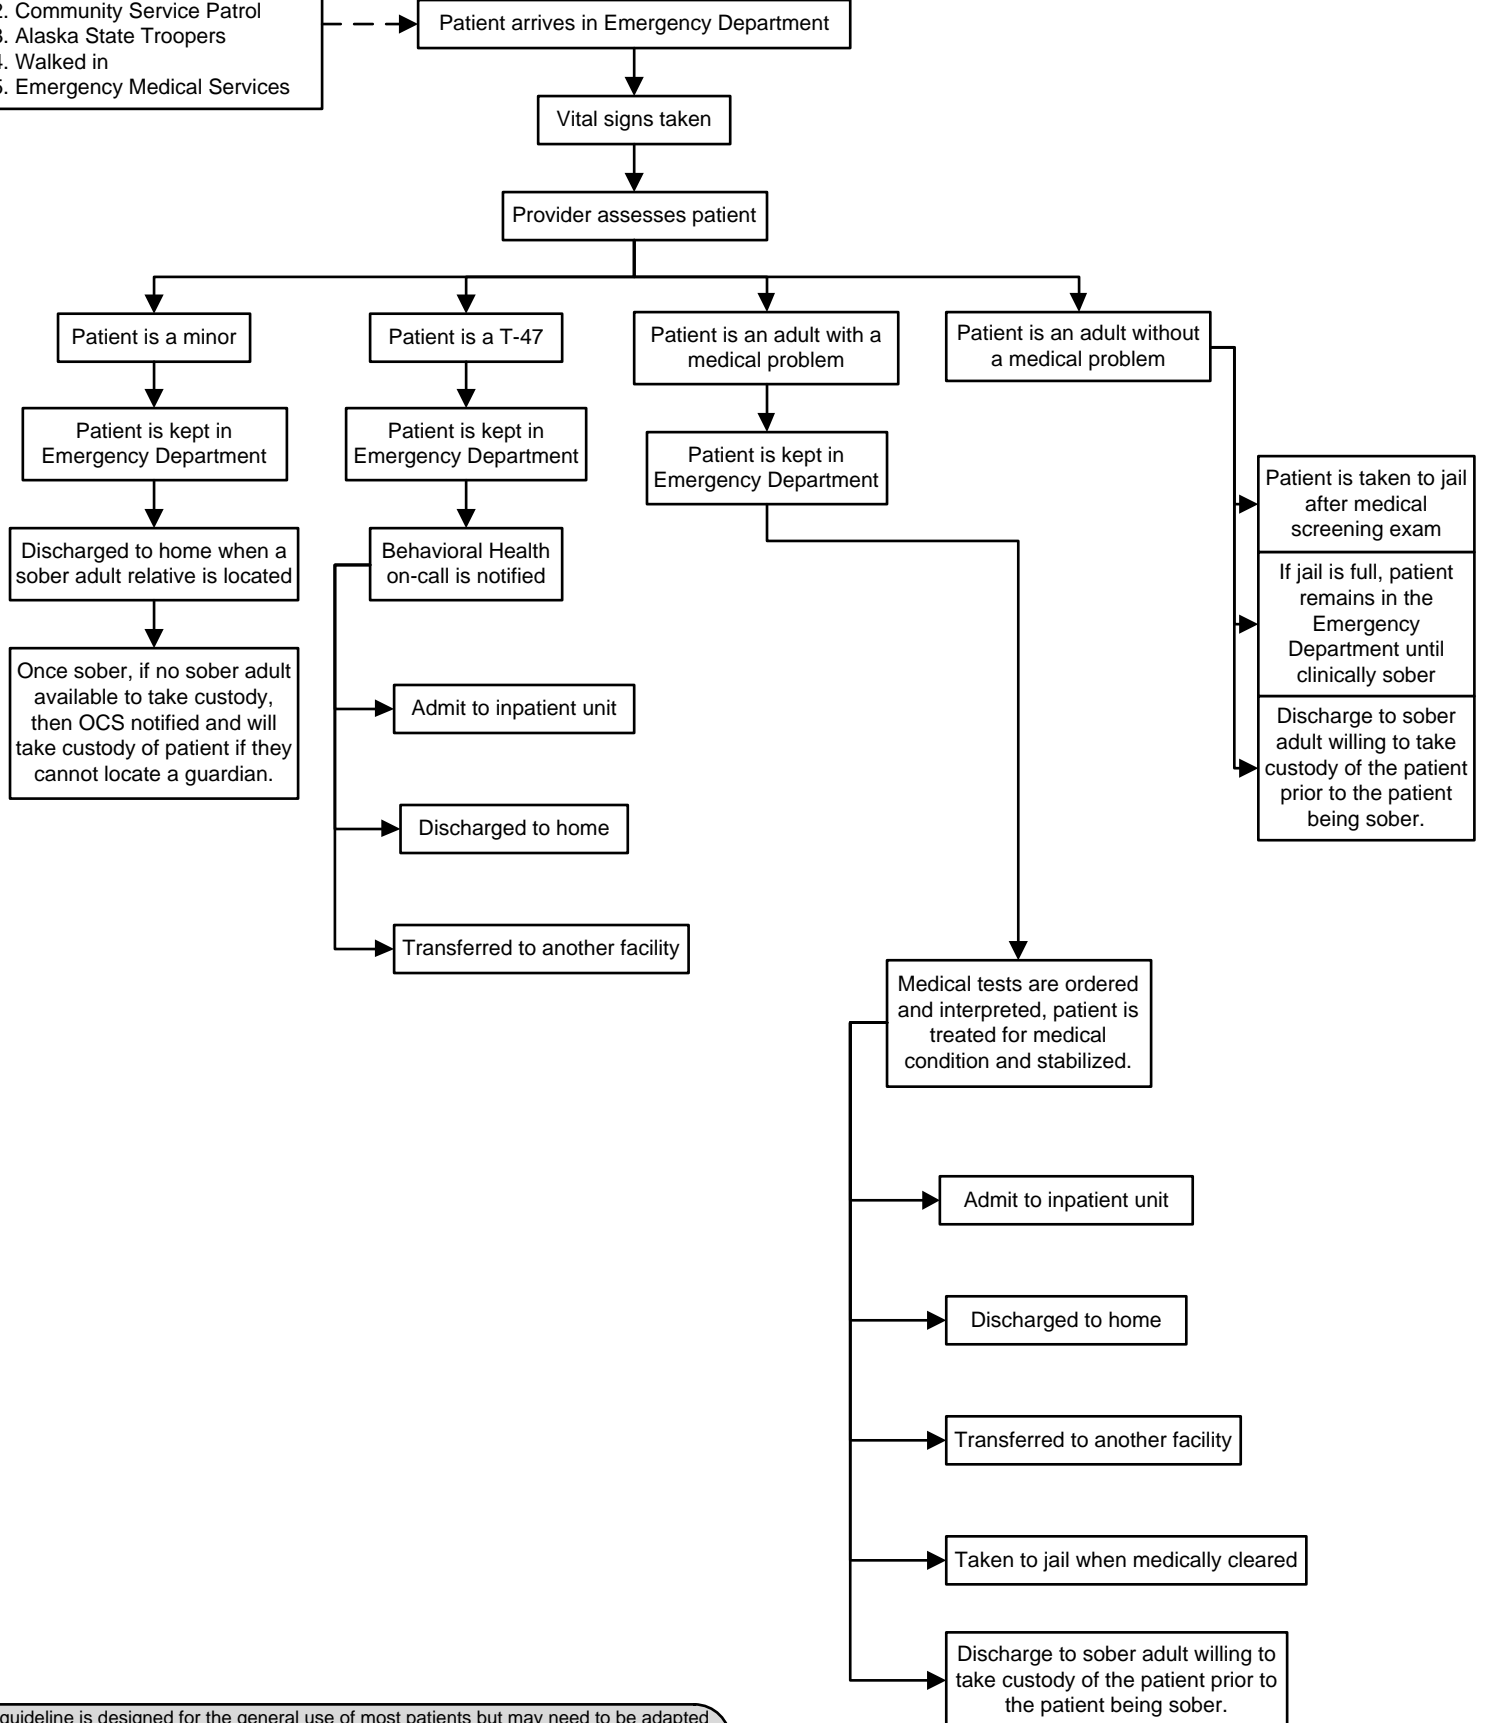 2. Community Service Patrol
3. Alaska State Troopers
4. Walked in
5. Emergency Medical Services
Patient arrives in Emergency Department
Vital signs taken
Provider assesses patient
Patient is a minor
Patient is kept in
Emergency Department
Discharged to home when a
sober adult relative is located
Once sober, if no sober adult
available to take custody,
then OCS notified and will
take custody of patient if they
cannot locate a guardian.
Patient is a T-47
Patient is kept in
Emergency Department
Behavioral Health
on-call is notified
Admit to inpatient unit
Discharged to home
Transferred to another facility
Patient is an adult with a
medical problem
Patient is kept in
Emergency Department
Medical tests are ordered
and interpreted, patient is
treated for medical
condition and stabilized.
Admit to inpatient unit
Discharged to home
Transferred to another facility
Taken to jail when medically cleared
Discharge to sober adult willing to
take custody of the patient prior to
the patient being sober.
Patient is an adult without
a medical problem
Patient is taken to jail
after medical
screening exam
If jail is full, patient
remains in the
Emergency
Department until
clinically sober
Discharge to sober
adult willing to take
custody of the patient
prior to the patient
being sober.
guideline is designed for the general use of most patients but may need to be adapted